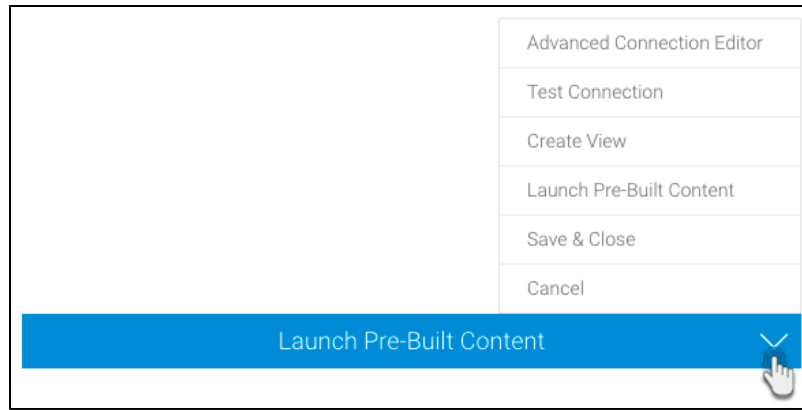 Advanced Connection Editor
Test Connection
Create View
Launch Pre-Built Content
Save & Close
Cancel
Launch Pre-Built Content